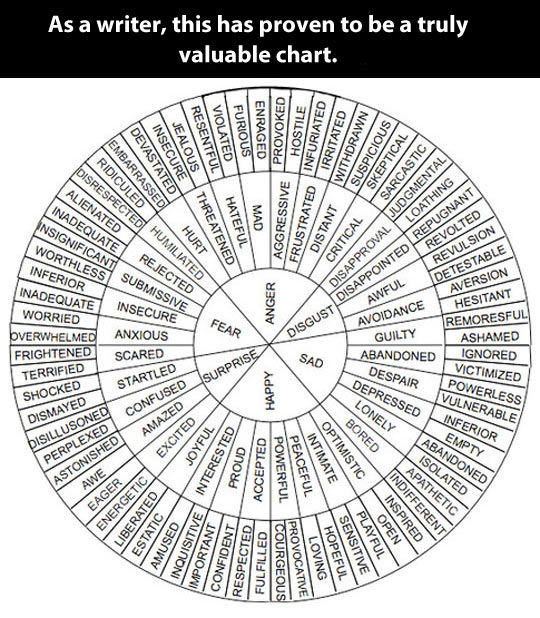 As a writer, this has proven to be a truly
valuable chart.
ANGER
DISGUST
SAD
HAPPY
SURPRISE
FEAR
HURT
THREATENED
HATEFUL
MAD
AGGRESSIVE
FRUSTRATED
DISTANT
CRITICAL
DISAPPROVAL
DISAPPOINTED
AWFUL
AVOIDANCE
GUILTY
ABANDONED
DESPAIR
DEPRESSED
LONELY
BORED
OPTIMISTIC
INTIMATE
PEACEFUL
POWERFUL
ACCEPTED
PROUD
INTERESTED
JOYFUL
EXCITED
AMAZED
CONFUSED
STARTLED
SCARED
ANXIOUS
INSECURE
SUBMISSIVE
REJECTED
HUMILIATED
EMBARRASSED
DEVASTATED
INSECURE
JEALOUS
RESENTFUL
VIOLATED
FURIOUS
ENRAGED
PROVOKED
HOSTILE
INFURIATED
IRRITATED
WITHDRAWN
SUSPICIOUS
SKEPTICAL
SARCASTIC
JUDGMENTAL
LOATHING
REPUGNANT
REVOLTED
REVULSION
DETESTABLE
AVERSION
HESITANT
REMORESFUL
ASHAMED
IGNORED
VICTIMIZED
POWERLESS
VULNERABLE
INFERIOR
EMPTY
ABANDONED
ISOLATED
APATHETIC
INDIFFERENT
INSPIRED
OPEN
PLAYFUL
SENSITIVE
HOPEFUL
LOVING
PROVOCATIVE
COURGEOUS
FULFILLED
RESPECTED
CONFIDENT
IMPORTANT
INQUISITIVE
AMUSED
ESTATIC
LIBERATED
ENERGETIC
EAGER
AWE
ASTONISHED
PERPLEXED
DISILLUSIONED
DISMAYED
SHOCKED
TERRIFIED
FRIGHTENED
OVERWHELMED
WORRIED
INADEQUATE
INFERIOR
WORTHLESS
INSIGNIFICANT
INADEQUATE
ALIENATED
DISRESPECTED
RIDICULED